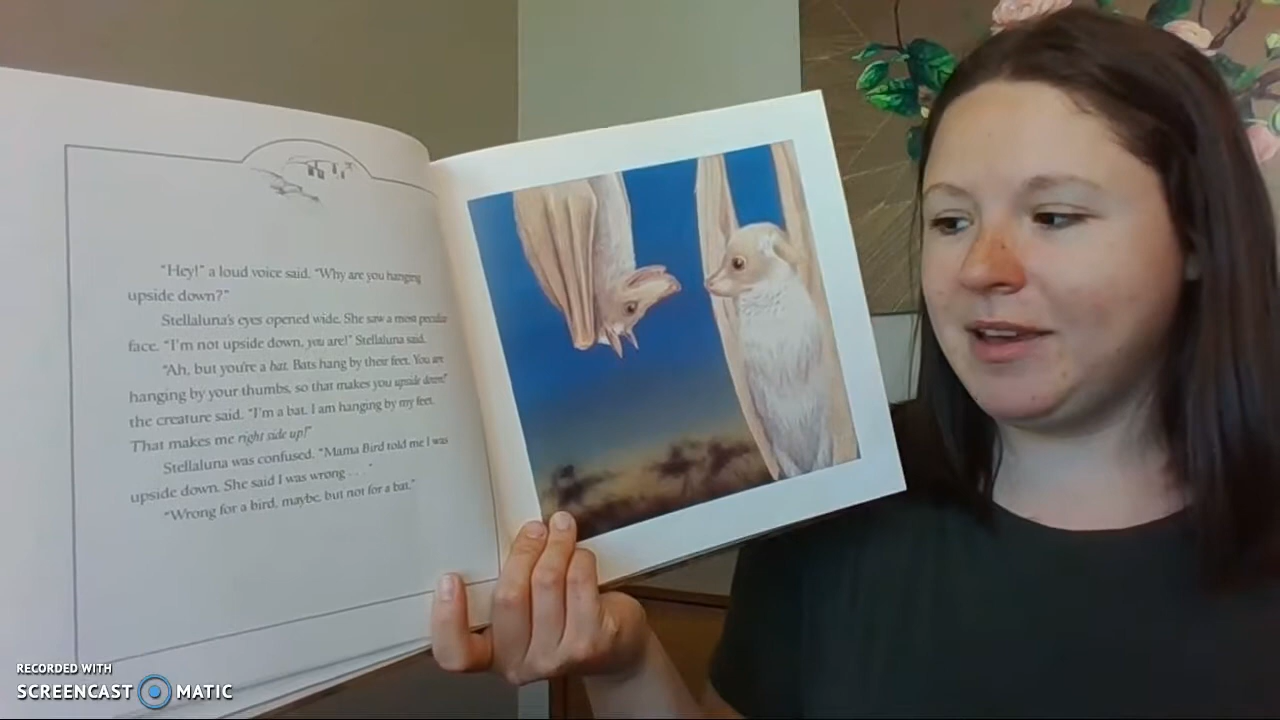 "Hey!" a loud voice said. "Why are you hanging
upside down?"
Stellaluna's eyes opened wide. She saw a most peculiar
face. "I'm not upside down, you are!" Stellaluna said.
"Ah, but you're a bat. Bats hang by their feet. You are
hanging by your thumbs, so that makes you upside down!"
the creature said. "I'm a bat. I am hanging by my feet.
That makes me right side up!"
Stellaluna was confused. "Mama Bird told me I was
upside down. She said I was wrong . . ."
"Wrong for a bird, maybe, but not for a bat."
RECORDED WITH
SCREENCAST MATIC